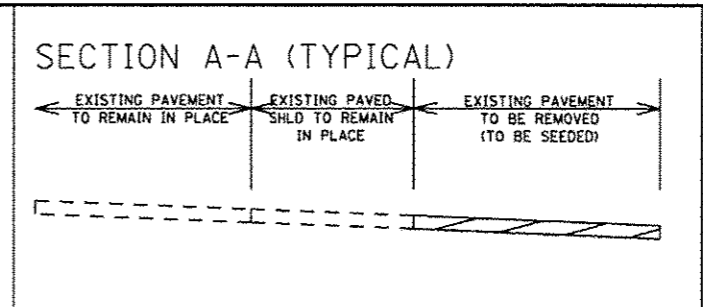 SECTION A-A (TYPICAL)
EXISTING PAVEMENT
TO REMAIN IN PLACE
EXISTING PAVED
SHLD TO REMAIN
IN PLACE
EXISTING PAVEMENT
TO BE REMOVED
(TO BE SEEDED)